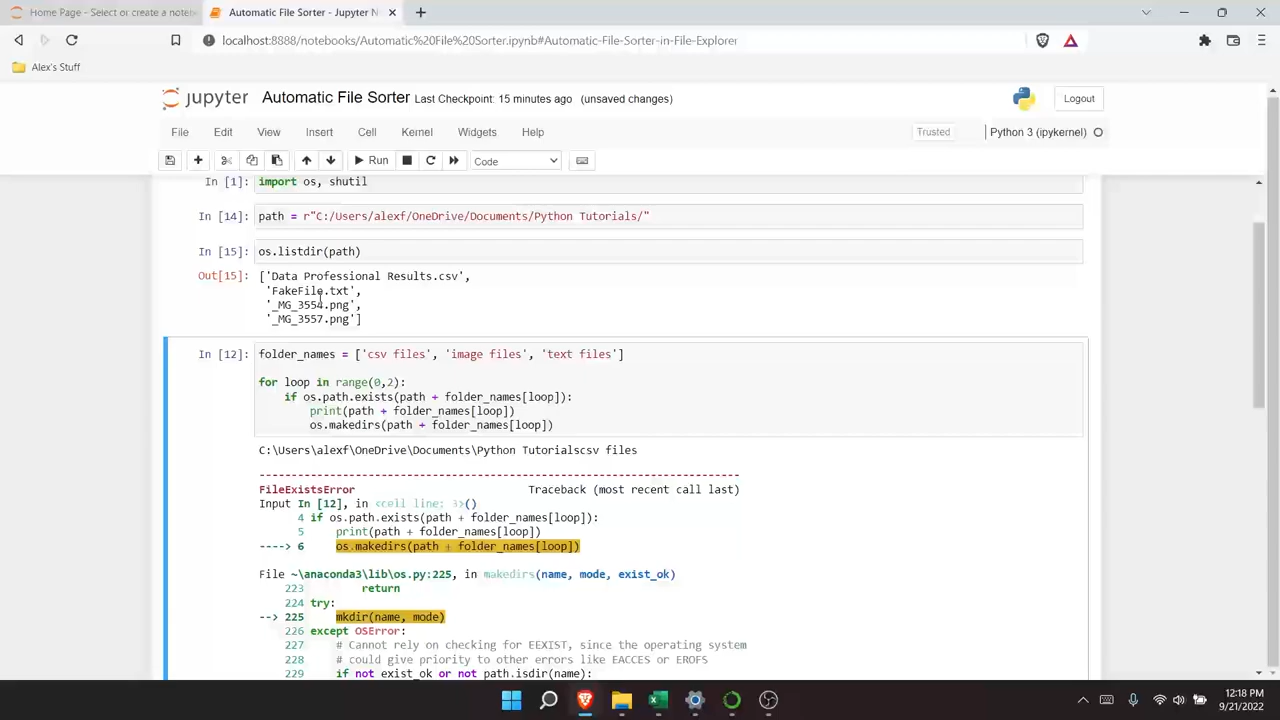 Home Page - Select or create a noteb
Automatic File Sorter - Jupyter N
localhost:8888/notebooks/Automatic%20File%20Sorter.ipynb#Automatic-File-Sorter-in-File-Explorer
Alex's Stuff
jupyter Automatic File Sorter Last Checkpoint: 15 minutes ago (unsaved changes)
Logout
File Edit View Insert Cell Kernel Widgets Help
Trusted
Python 3 (ipykernel)
Run
Code
In [1]: import os, shutil
In [14]: path = r"C:/Users/alexf/OneDrive/Documents/Python Tutorials/"
In [15]: os.listdir(path)
Out[15]: ['Data Professional Results.csv',
'FakeFile.txt',
'_MG_3554.png',
'_MG_3557.png']
In [12]: folder_names = ['csv files', 'image files', 'text files']
for loop in range(0,2):
if os.path.exists(path + folder_names[loop]):
print(path + folder_names[loop])
os.makedirs(path + folder_names[loop])
C:\Users\alexf\OneDrive\Documents\Python Tutorialscsv files
---------------------------------------------------------------------------
FileExistsError Traceback (most recent call last)
Input In [12], in <cell line: 3>()
4 if os.path.exists(path + folder_names[loop]):
5 print(path + folder_names[loop])
----> 6 os.makedirs(path + folder_names[loop])
File ~\anaconda3\lib\os.py:225, in makedirs(name, mode, exist_ok)
223 return
224 try:
--> 225 mkdir(name, mode)
226 except OSError:
227 # Cannot rely on checking for EEXIST, since the operating system
228 # could give priority to other errors like EACCES or EROFS
229 if not exist_ok or not path.isdir(name):
12:18 PM
9/21/2022